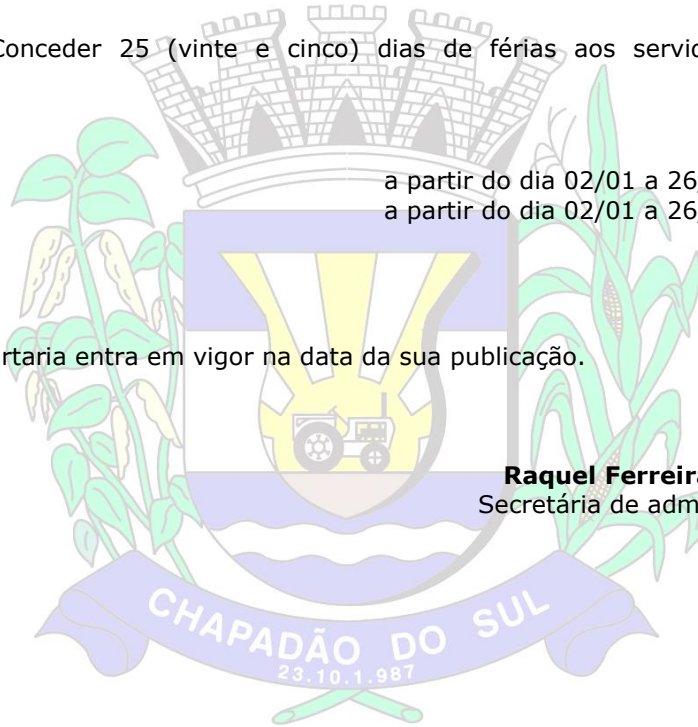 Conceder 25 (vinte e cinco) dias de férias aos servid
a partir do dia 02/01 a 26/
a partir do dia 02/01 a 26/
rtaria entra em vigor na data da sua publicação.
Raquel Ferreira
Secretária de adm
CHAPADÃO DO SUL
23.10.1.987